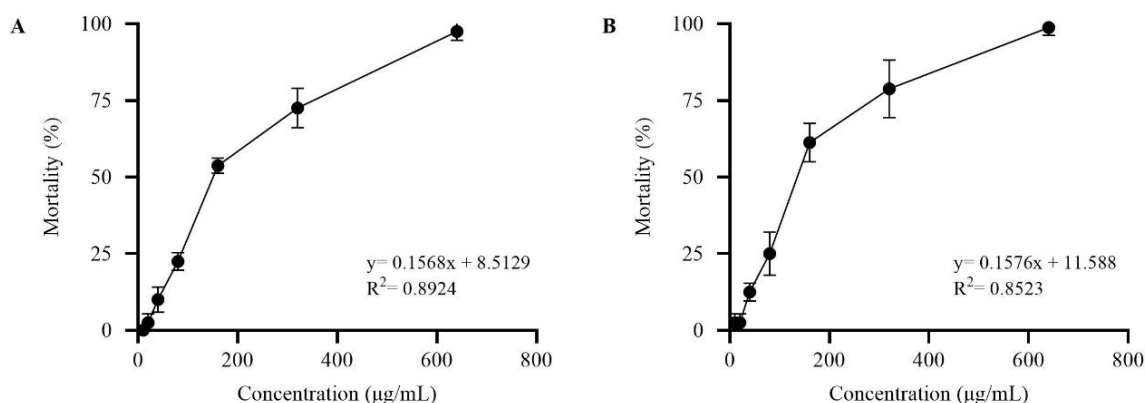 A
100
75
50
25
0
Mortality (%)
y= 0.1568x + 8.5129
R²= 0.8924
0 200 400 600 800
Concentration (μg/mL)
B
100
75
50
25
0
Mortality (%)
y= 0.1576x + 11.588
R²= 0.8523
0 200 400 600 800
Concentration (μg/mL)